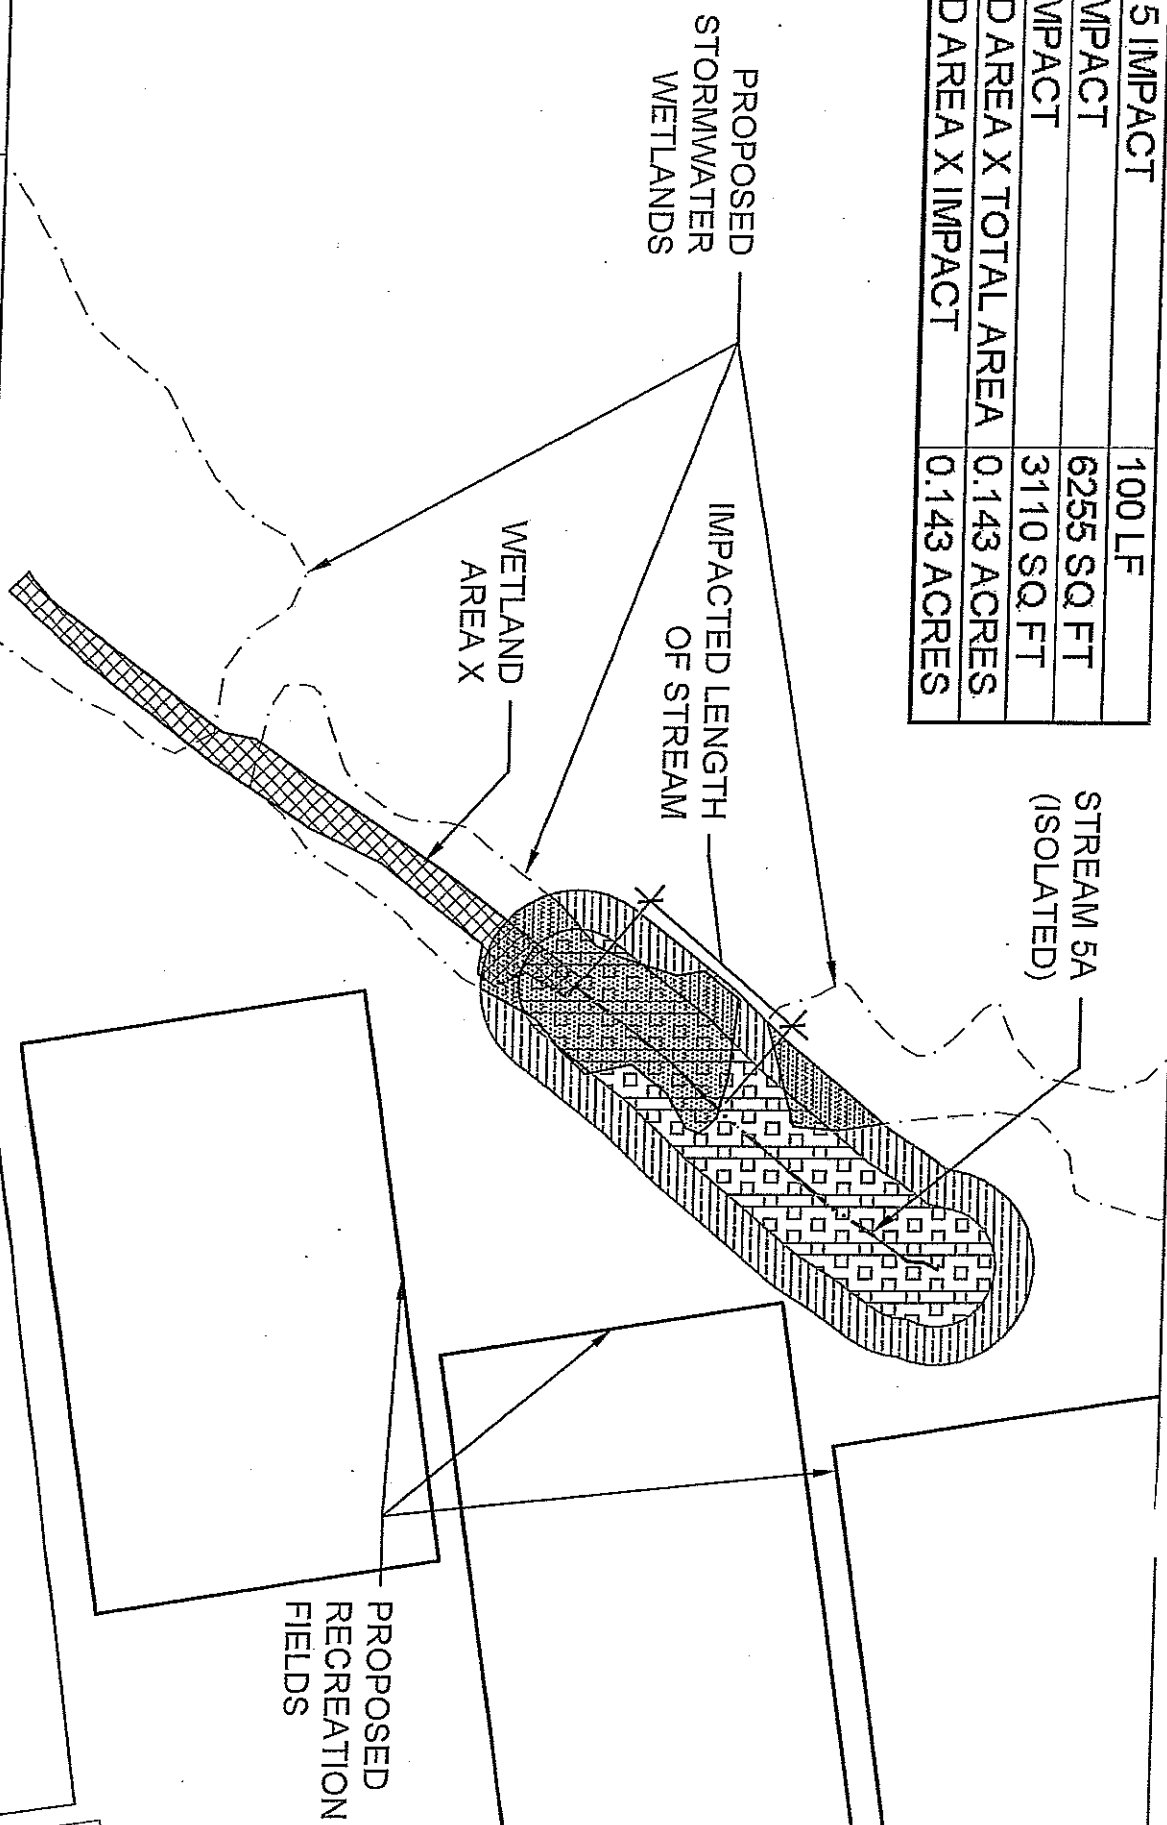 5 IMPACT 100 LF
MPACT 6255 SQ FT
MPACT 3110 SQ FT
D AREA X TOTAL AREA 0.143 ACRES
D AREA X IMPACT 0.143 ACRES
STREAM 5A
(ISOLATED)
PROPOSED
STORMWATER
WETLANDS
IMPACTED LENGTH
OF STREAM
WETLAND
AREA X
PROPOSED
RECREATION
FIELDS